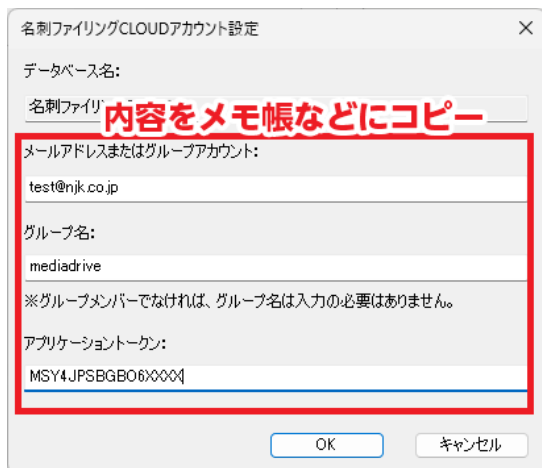 名刺ファイリングCLOUDアカウント設定
データベース名:
名刺ファイリ
内容をメモ帳などにコピー
メールアドレスまたはグループアカウント:
test@njk.co.jp
グループ名:
mediadrive
※グループメンバーでなければ、グループ名は入力の必要はありません。
アプリケーショントークン:
MSY4JPSBGBO6XXXX
OK
キャンセル